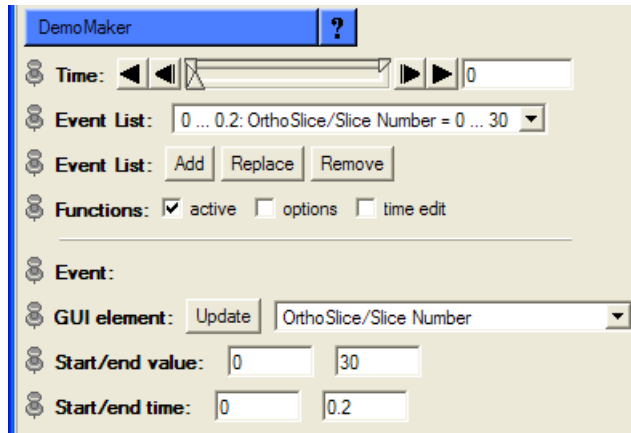 DemoMaker ?
Time: 0
Event List: 0 ... 0.2: OrthoSlice/Slice Number = 0 ... 30
Event List: Add Replace Remove
Functions: active options time edit
Event:
GUI element: Update OrthoSlice/Slice Number
Start/end value: 0 30
Start/end time: 0 0.2